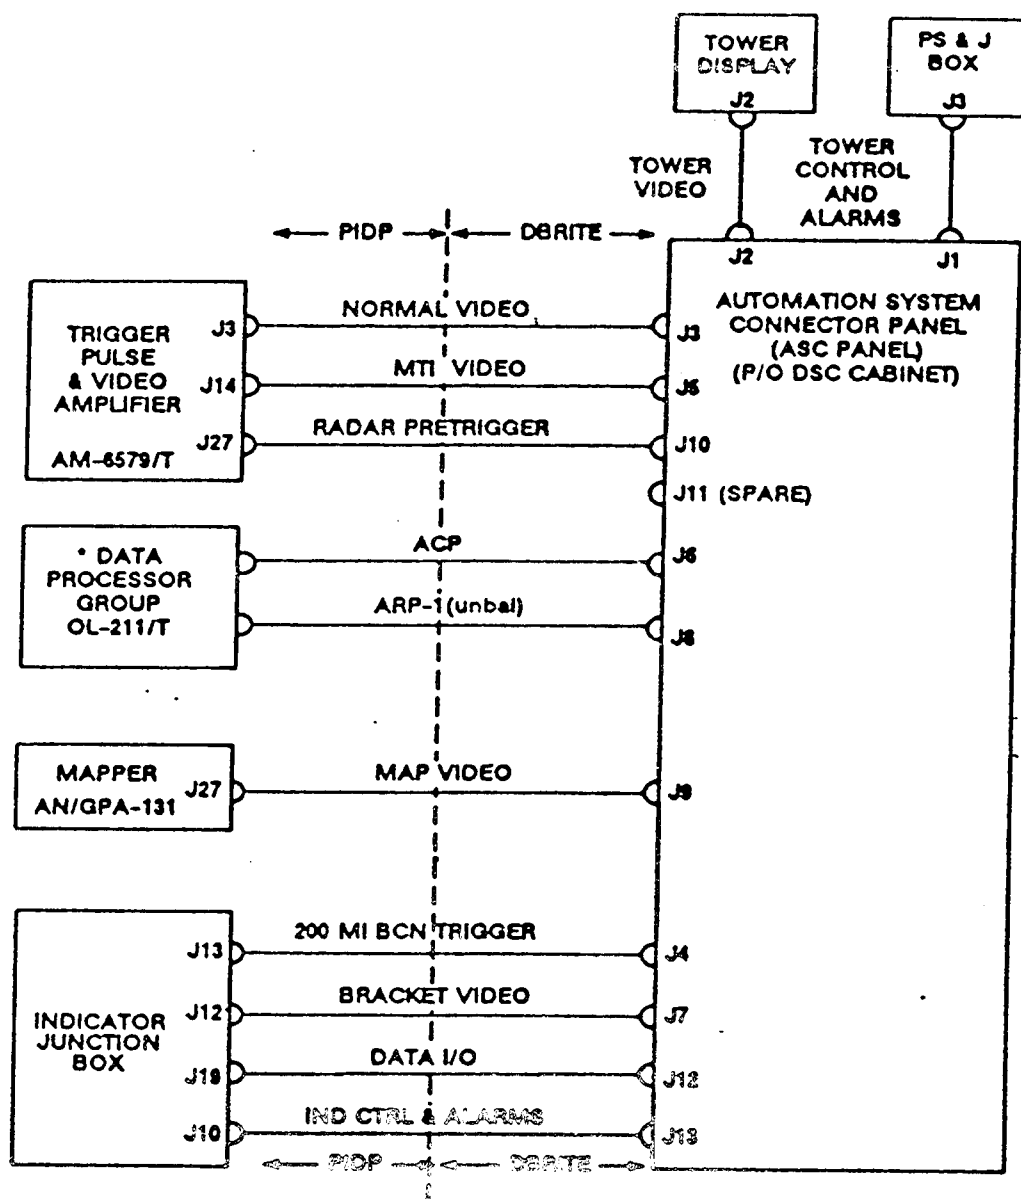 TOWER
DISPLAY
J2
PS & J
BOX
J3
TOWER
VIDEO
TOWER
CONTROL
AND
ALARMS
PIDP
DBRITE
J2
J1
AUTOMATION SYSTEM
CONNECTOR PANEL
(ASC PANEL)
(P/O DSC CABINET)
TRIGGER
PULSE
& VIDEO
AMPLIFIER
AM-6579/T
J3
NORMAL VIDEO
J3
J14
MTI VIDEO
J5
J27
RADAR PRETRIGGER
J10
J11 (SPARE)
* DATA
PROCESSOR
GROUP
OL-211/T
ACP
J6
ARP-1(unbal)
J8
MAPPER
AN/GPA-131
J27
MAP VIDEO
J9
INDICATOR
JUNCTION
BOX
J13
200 MI BCN TRIGGER
J4
J12
BRACKET VIDEO
J7
J19
DATA I/O
J12
J10
IND CTRL & ALARMS
J13
PIDP
DBRITE